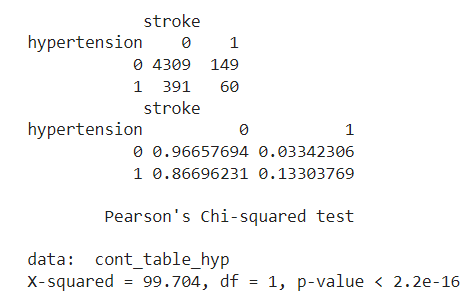 stroke
hypertension 0 1
0 4309 149
1 391 60
stroke
hypertension 0 1
0 0.96657694 0.03342306
1 0.86696231 0.13303769
Pearson's Chi-squared test
data: cont_table_hyp
X-squared = 99.704, df = 1, p-value < 2.2e-16